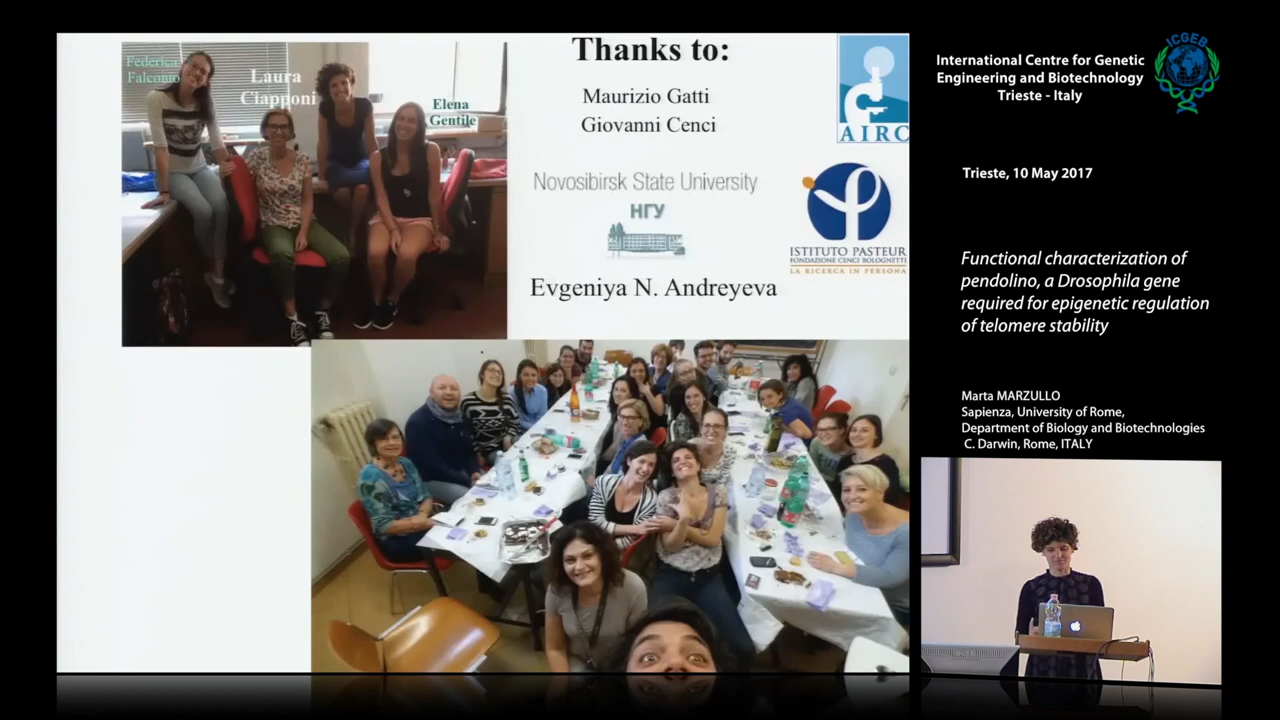 Federica
Falcono
Laura
Ciapponi
Elena
Gentile
Thanks to:
Maurizio Gatti
Giovanni Cenci
AIRC
Novosibirsk State University
НГУ
ISTITUTO PASTEUR
FONDAZIONE CENCI BOLOGNETTI
LA RICERCA IN PERSONA
Evgeniya N. Andreyeva
International Centre for Genetic
Engineering and Biotechnology
Trieste - Italy
ICGEB
Trieste, 10 May 2017
Functional characterization of
pendolino, a Drosophila gene
required for epigenetic regulation
of telomere stability
Marta MARZULLO
Sapienza, University of Rome,
Department of Biology and Biotechnologies
C. Darwin, Rome, ITALY